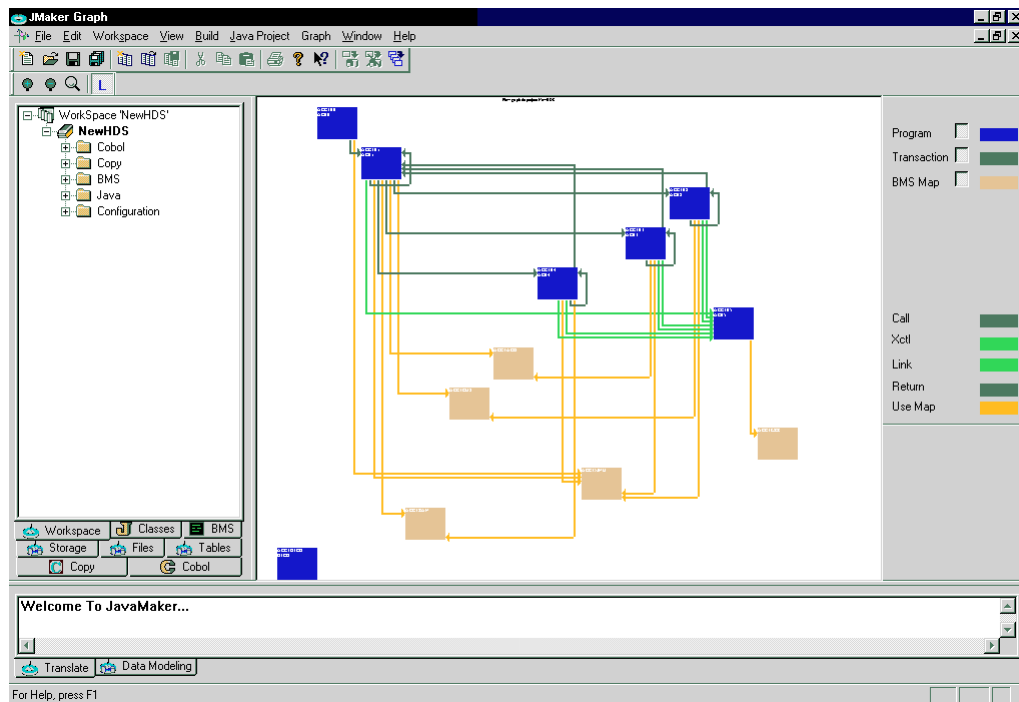 JMaker Graph
File Edit Workspace View Build Java Project Graph Window Help
L
WorkSpace 'NewHDS'
NewHDS
Cobol
Copy
BMS
Java
Configuration
Program
Transaction
BMS Map
Call
Xctl
Link
Return
Use Map
Workspace Classes BMS
Storage Files Tables
Copy Cobol
Welcome To JavaMaker...
Translate Data Modeling
For Help, press F1